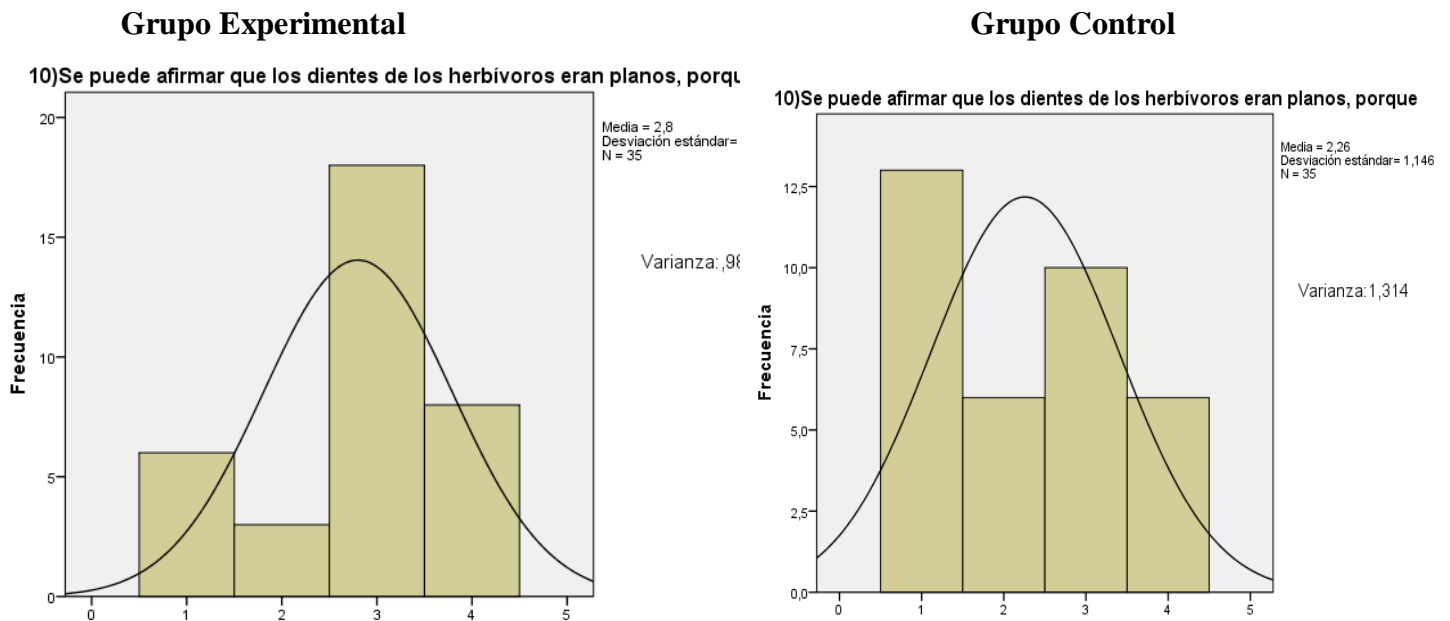 Grupo Experimental
10)Se puede afirmar que los dientes de los herbívoros eran planos, porqu
Media = 2,8
Desviación estándar=
N = 35
Varianza:,98
Frecuencia
20
15
10
5
0
0 1 2 3 4 5
Grupo Control
10)Se puede afirmar que los dientes de los herbívoros eran planos, porque
Media = 2,26
Desviación estándar= 1,146
N = 35
Varianza:1,314
Frecuencia
12,5
10,0
7,5
5,0
2,5
0,0
0 1 2 3 4 5